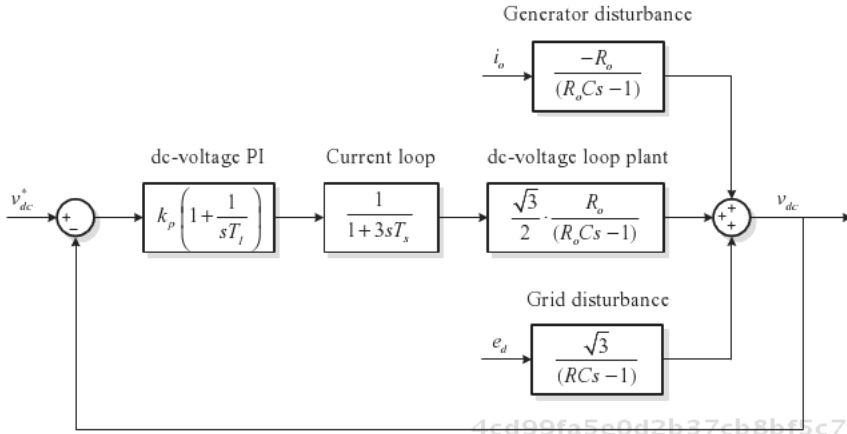 Generator disturbance
i_o
-R_o
(R_oCs-1)
dc-voltage PI
Current loop
dc-voltage loop plant
v*_dc
+
−
k_p(1+1/sT_l)
1
1+3sT_s
√3/2 · R_o/(R_oCs-1)
+
+
+ +
v_dc
Grid disturbance
e_d
√3
(RCs-1)
4cd99fa5e0d2b37cb8bf5c7